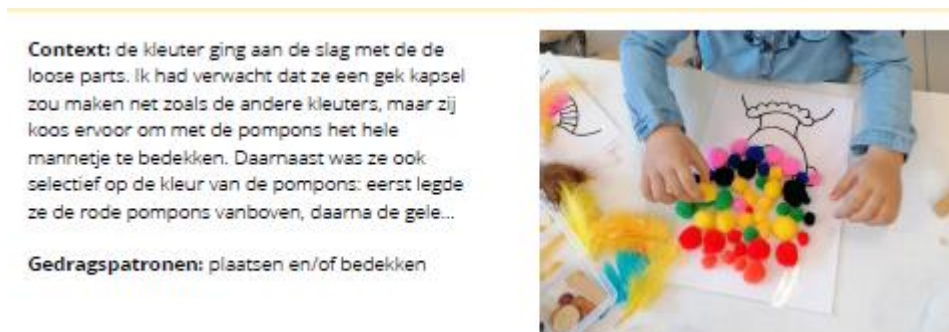 Context: de kleuter ging aan de slag met de de
loose parts. Ik had verwacht dat ze een gek kapsel
zou maken net zoals de andere kleuters, maar zij
koos ervoor om met de pompons het hele
mannetje te bedekken. Daarnaast was ze ook
selectief op de kleur van de pompons: eerst legde
ze de rode pompons vanboven, daarna de gele...
Gedragspatronen: plaatsen en/of bedekken